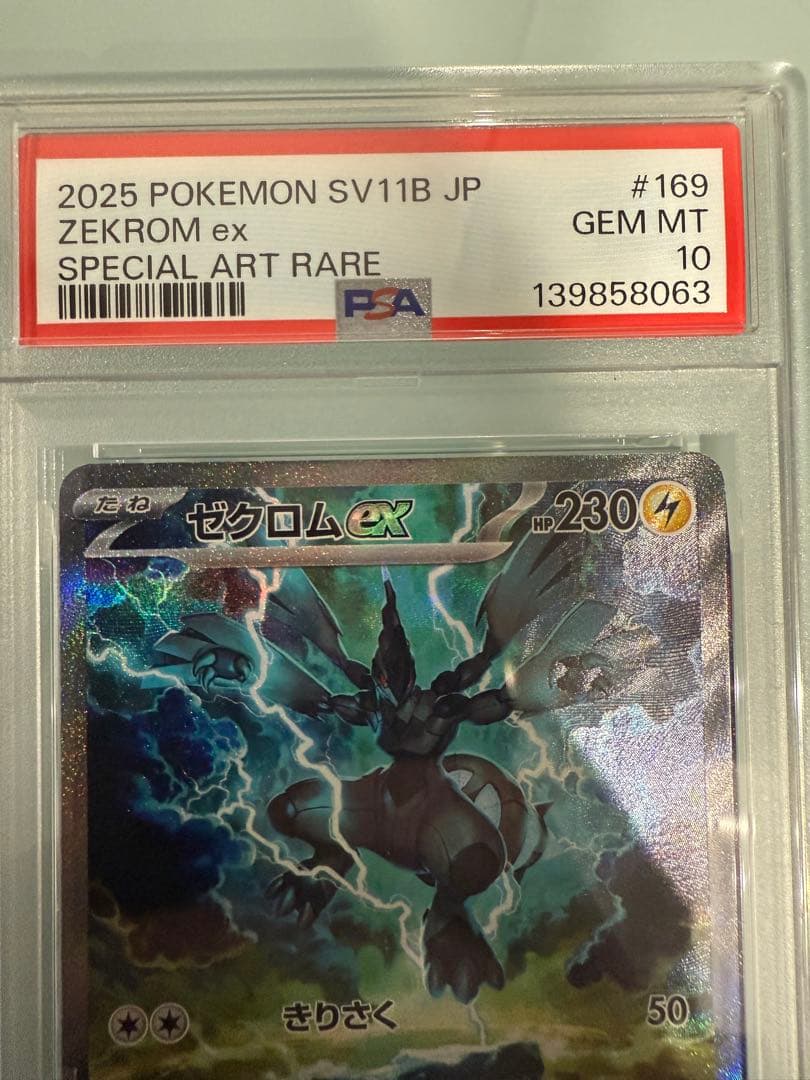 2025 POKEMON SV11B JP #169
ZEKROM ex GEM MT
SPECIAL ART RARE 10
PSA 139858063
たね ゼクロムex HP230
きりさく 50